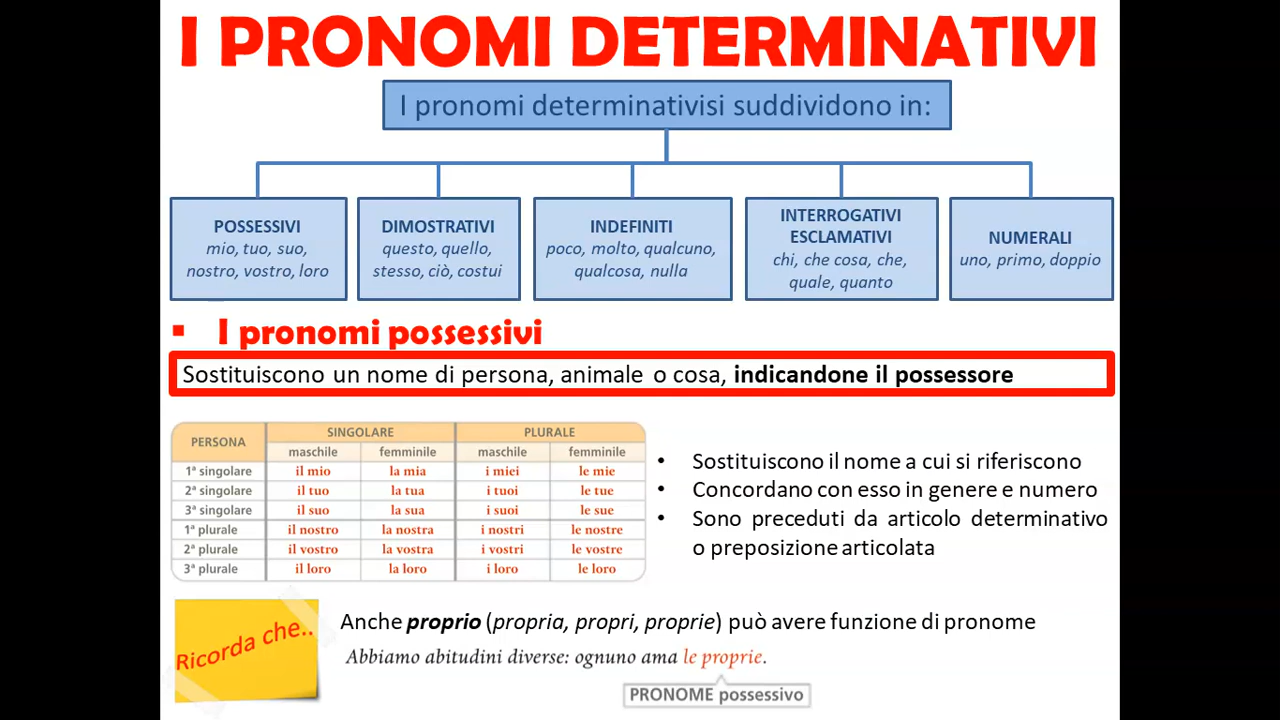 I PRONOMI DETERMINATIVI
I pronomi determinativisi suddividono in:
POSSESSIVI
mio, tuo, suo,
nostro, vostro, loro
DIMOSTRATIVI
questo, quello,
stesso, ciò, costui
INDEFINITI
poco, molto, qualcuno,
qualcosa, nulla
INTERROGATIVI
ESCLAMATIVI
chi, che cosa, che,
quale, quanto
NUMERALI
uno, primo, doppio
▪ I pronomi possessivi
Sostituiscono un nome di persona, animale o cosa, indicandone il possessore
PERSONA SINGOLARE PLURALE
maschile femminile maschile femminile
1ª singolare il mio la mia i miei le mie
2ª singolare il tuo la tua i tuoi le tue
3ª singolare il suo la sua i suoi le sue
1ª plurale il nostro la nostra i nostri le nostre
2ª plurale il vostro la vostra i vostri le vostre
3ª plurale il loro la loro i loro le loro
• Sostituiscono il nome a cui si riferiscono
• Concordano con esso in genere e numero
• Sono preceduti da articolo determinativo
o preposizione articolata
Ricorda che..
Anche proprio (propria, propri, proprie) può avere funzione di pronome
Abbiamo abitudini diverse: ognuno ama le proprie.
PRONOME possessivo